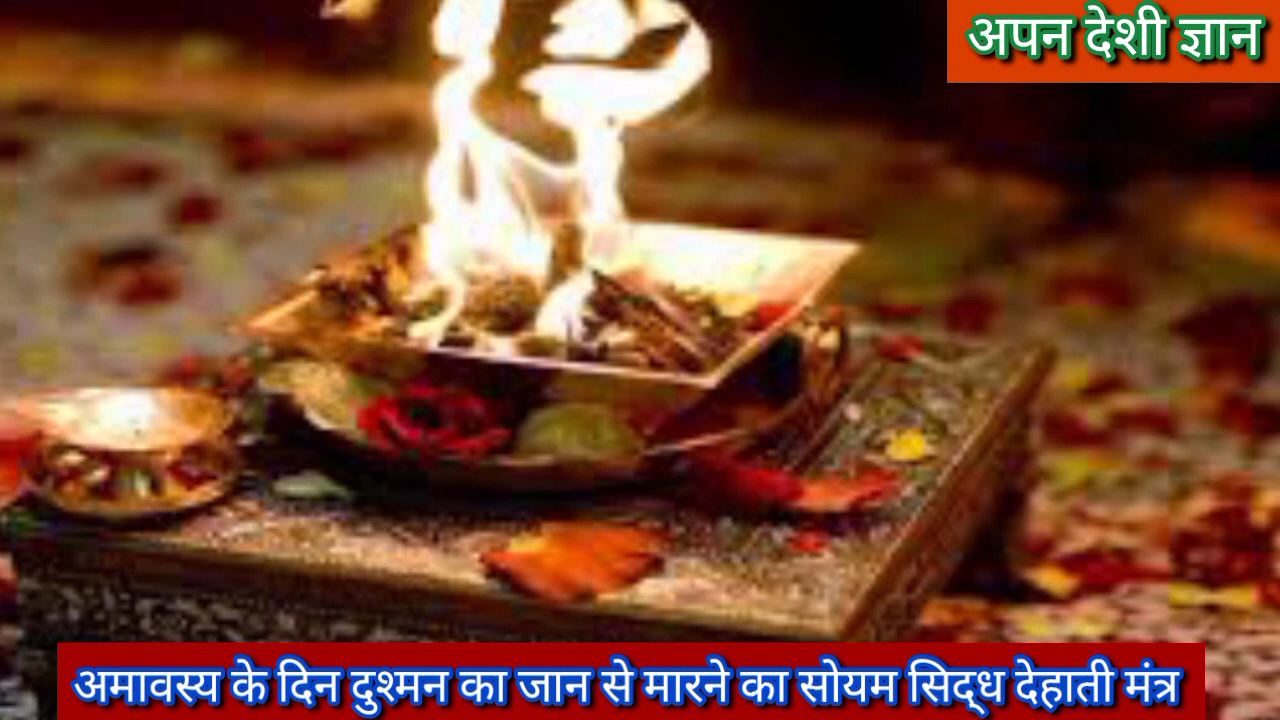 अपन देशी ज्ञान
अमावस्य के दिन दुश्मन का जान से मारने का सोयम सिद्ध देहाती मंत्र